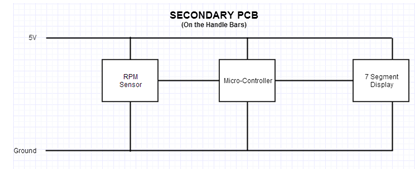 SECONDARY PCB
(On the Handle Bars)
5V
RPM
Sensor
Micro-Controller
7 Segment
Display
Ground